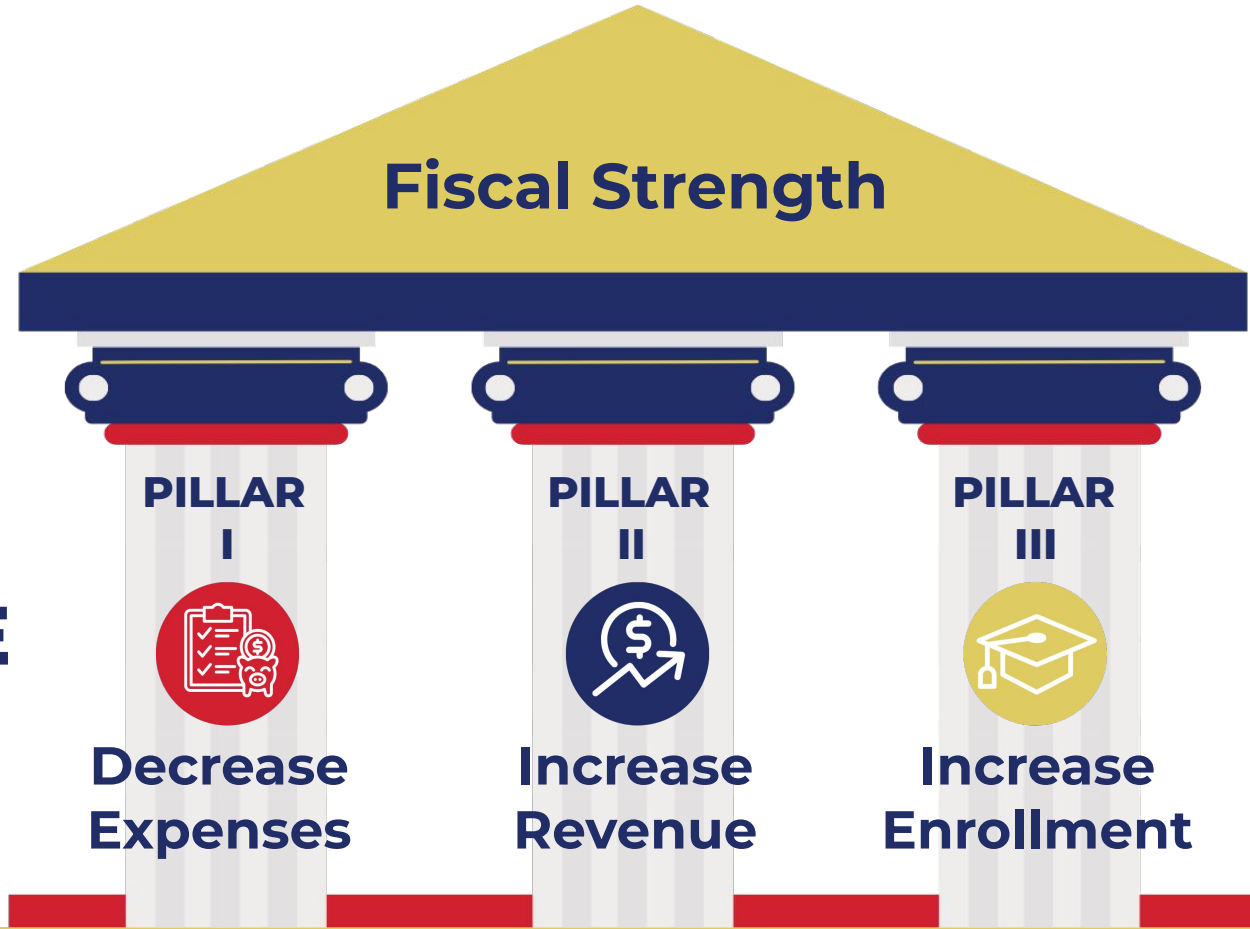 Fiscal Strength
PILLAR
I
PILLAR
II
PILLAR
III
E
$
$
Decrease
Expenses
Increase
Revenue
Increase
Enrollment